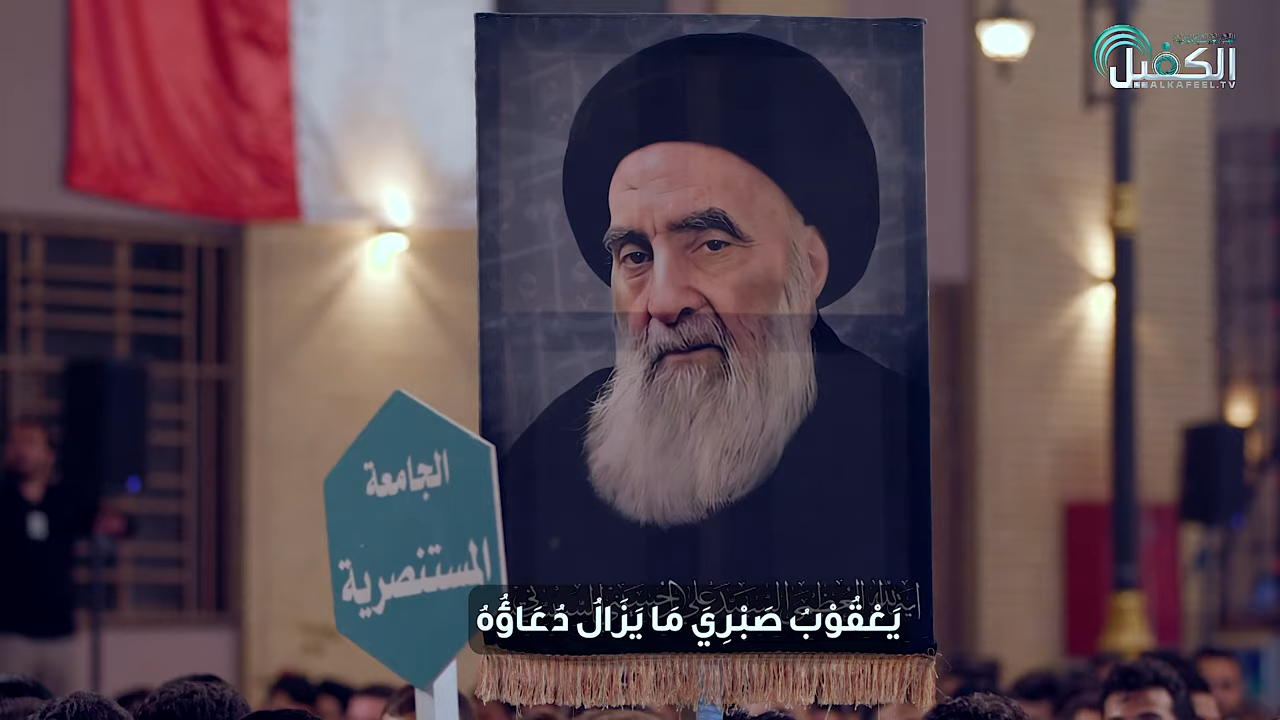 الكفيل
ALKAFEEL.TV
الجامعة
المستنصرية
يَعْقُوْبُ صَبْرِيَ مَا يَزَالُ دُعَاؤُهُ